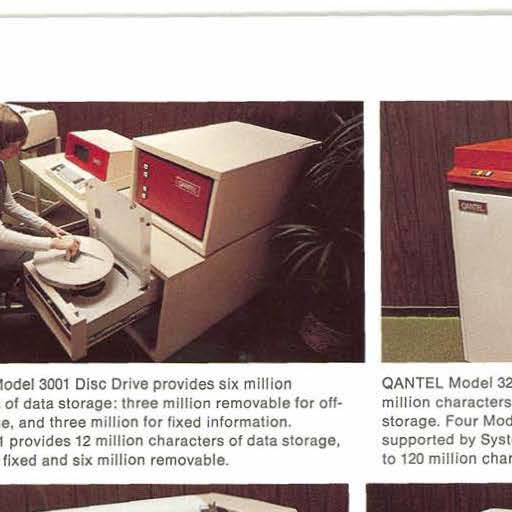 QANTEL
QANTEL
Model 3001 Disc Drive provides six million
of data storage: three million removable for off-
e, and three million for fixed information.
1 provides 12 million characters of data storage,
fixed and six million removable.
QANTEL Model 32
million characters
storage. Four Mod
supported by Syst
to 120 million char